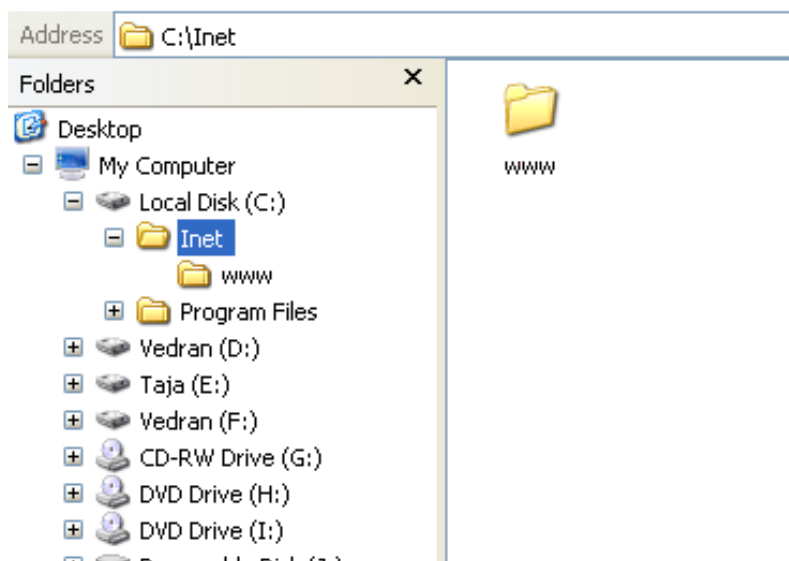 Address C:\Inet
Folders
Desktop
My Computer
Local Disk (C:)
Inet
www
Program Files
Vedran (D:)
Taja (E:)
Vedran (F:)
CD-RW Drive (G:)
DVD Drive (H:)
DVD Drive (I:)
www